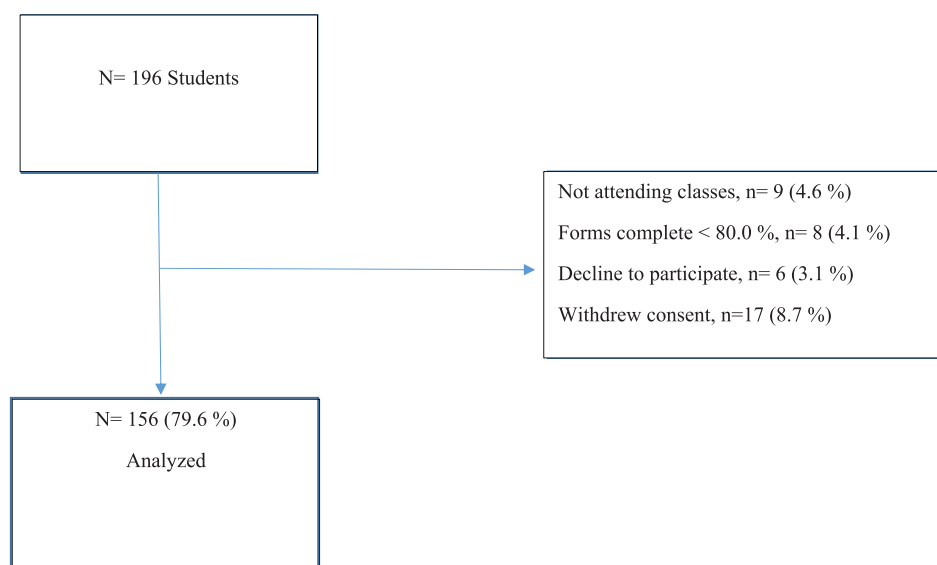 N= 196 Students
Not attending classes, n= 9 (4.6 %)
Forms complete < 80.0 %, n= 8 (4.1 %)
Decline to participate, n= 6 (3.1 %)
Withdrew consent, n=17 (8.7 %)
N= 156 (79.6 %)
Analyzed